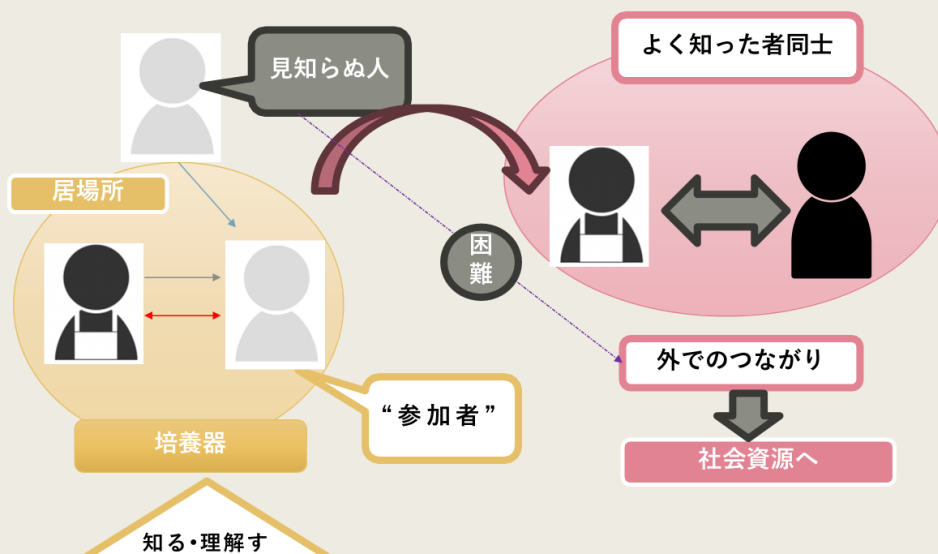 見知らぬ人
よく知った者同士
居場所
困
難
外でのつながり
“参加者”
培養器
社会資源へ
知る・理解す